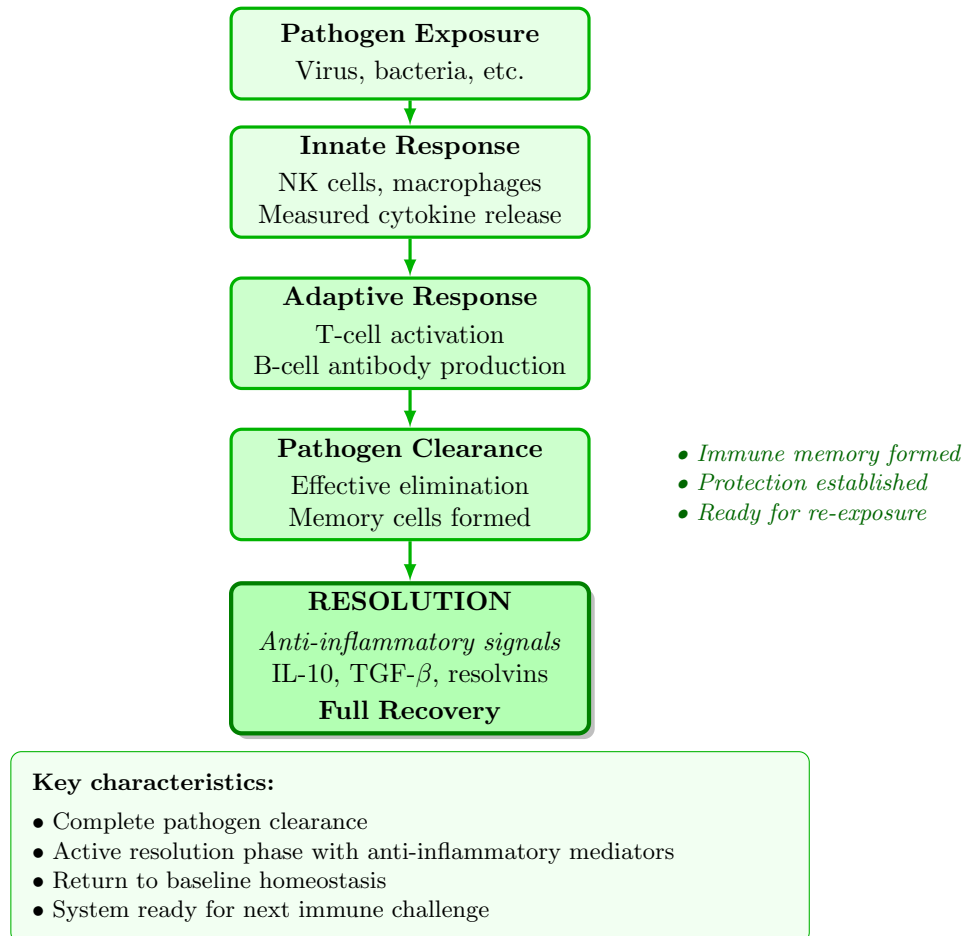 Pathogen Exposure
Virus, bacteria, etc.
Innate Response
NK cells, macrophages
Measured cytokine release
Adaptive Response
T-cell activation
B-cell antibody production
Pathogen Clearance
Effective elimination
Memory cells formed
• Immune memory formed
• Protection established
• Ready for re-exposure
RESOLUTION
Anti-inflammatory signals
IL-10, TGF-β, resolvins
Full Recovery
Key characteristics:
• Complete pathogen clearance
• Active resolution phase with anti-inflammatory mediators
• Return to baseline homeostasis
• System ready for next immune challenge